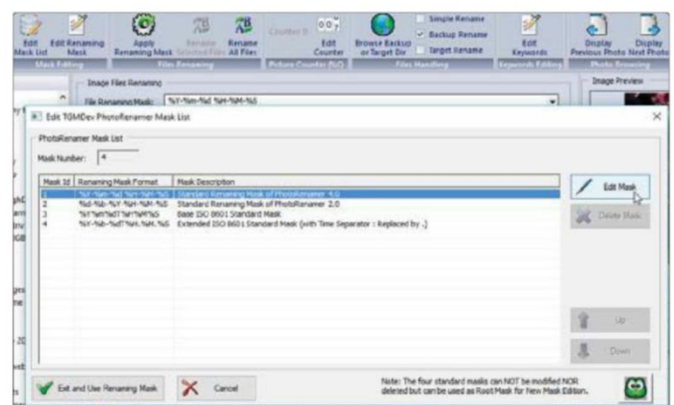 Simple Rename
Edit Mask List
Edit Renaming Mask
Apply Renaming Mask
Rename Selected Files
Rename All Files
Counter
Edit Counter
Browse Backup or Target Dir
Backup Rename
Target Rename
Edit Keywords
Display Previous Photo
Display Next Photo
Mask Editing
Files Renaming
Picture Counter
Files Handling
Keywords Editing
Photo Browsing
Image Files Renaming
Image Preview
File Renaming Mask:
%Y-%m-%d %H-%M-%S
Edit TGMDev PhotoRenamer Mask List
PhotoRenamer Mask List
Mask Number: 4
Mask Id Renaming Mask Format Mask Description
1 %Y-%m-%d %H-%M-%S Standard Renaming Mask of PhotoRenamer 4.0
2 %d-%b-%Y %H-%M-%S Standard Renaming Mask of PhotoRenamer 2.0
3 %Y%m%dT%H%M%S Base ISO 8601 Standard Mask
4 Extended ISO 8601 Standard Mask (with Time Separator : Replaced by .)
Edit Mask
Delete Mask
Up
Down
Exit and Use Renaming Mask
Cancel
Note: The four standard masks can NOT be modified NOR
deleted but can be used as Root Mask for New Mask
Edition.